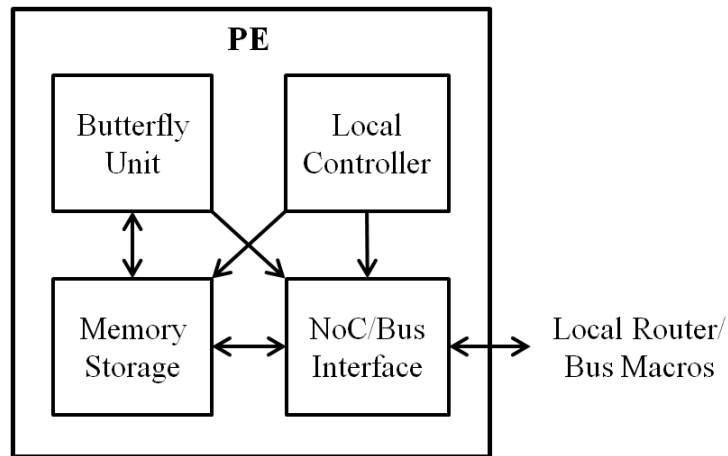 PE
Butterfly
Unit
Local
Controller
Memory
Storage
NoC/Bus
Interface
Local Router/
Bus Macros